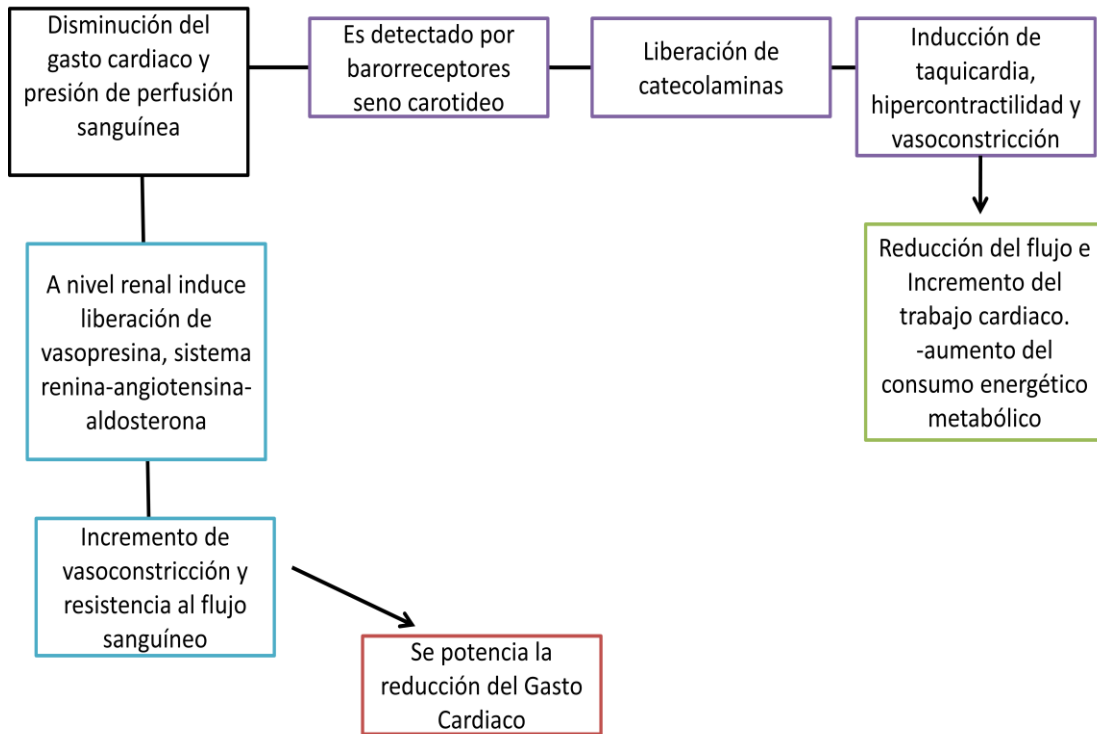 Disminución del
gasto cardiaco y
presión de perfusión
sanguínea
Es detectado por
barorreceptores
seno carotideo
Liberación de
catecolaminas
Inducción de
taquicardia,
hipercontractilidad y
vasoconstricción
Reducción del flujo e
Incremento del
trabajo cardiaco.
-aumento del
consumo energético
metabólico
A nivel renal induce
liberación de
vasopresina, sistema
renina-angiotensina-
aldosterona
Incremento de
vasoconstricción y
resistencia al flujo
sanguíneo
Se potencia la
reducción del Gasto
Cardiaco